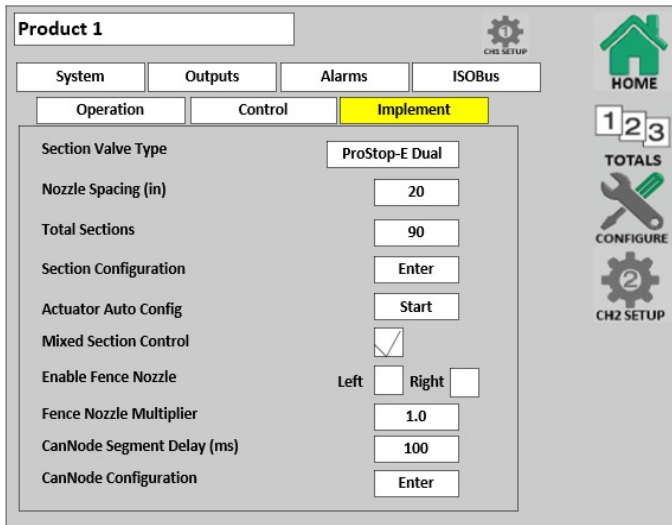 Product 1
1
CH1 SETUP
HOME
System Outputs Alarms ISOBus
Operation Control Implement
123
TOTALS
Section Valve Type ProStop-E Dual
Nozzle Spacing (in) 20
Total Sections 90
CONFIGURE
Section Configuration Enter
2
Actuator Auto Config Start
CH2 SETUP
Mixed Section Control
Enable Fence Nozzle Left Right
Fence Nozzle Multiplier 1.0
CanNode Segment Delay (ms) 100
CanNode Configuration Enter